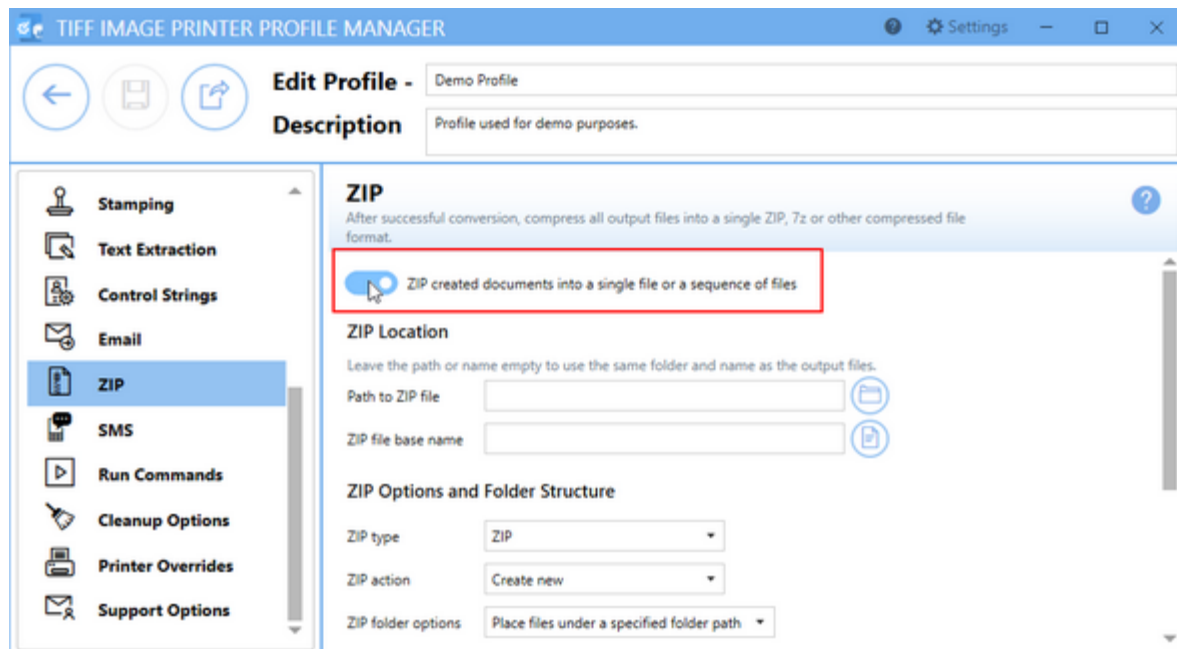 TIFF IMAGE PRINTER PROFILE MANAGER
? Settings
Edit Profile - Demo Profile
Description Profile used for demo purposes.
Stamping
Text Extraction
Control Strings
Email
ZIP
SMS
Run Commands
Cleanup Options
Printer Overrides
Support Options
ZIP
?
After successful conversion, compress all output files into a single ZIP, 7z or other compressed file
format.
ZIP created documents into a single file or a sequence of files
ZIP Location
Leave the path or name empty to use the same folder and name as the output files.
Path to ZIP file
ZIP file base name
ZIP Options and Folder Structure
ZIP type ZIP
ZIP action Create new
ZIP folder options Place files under a specified folder path